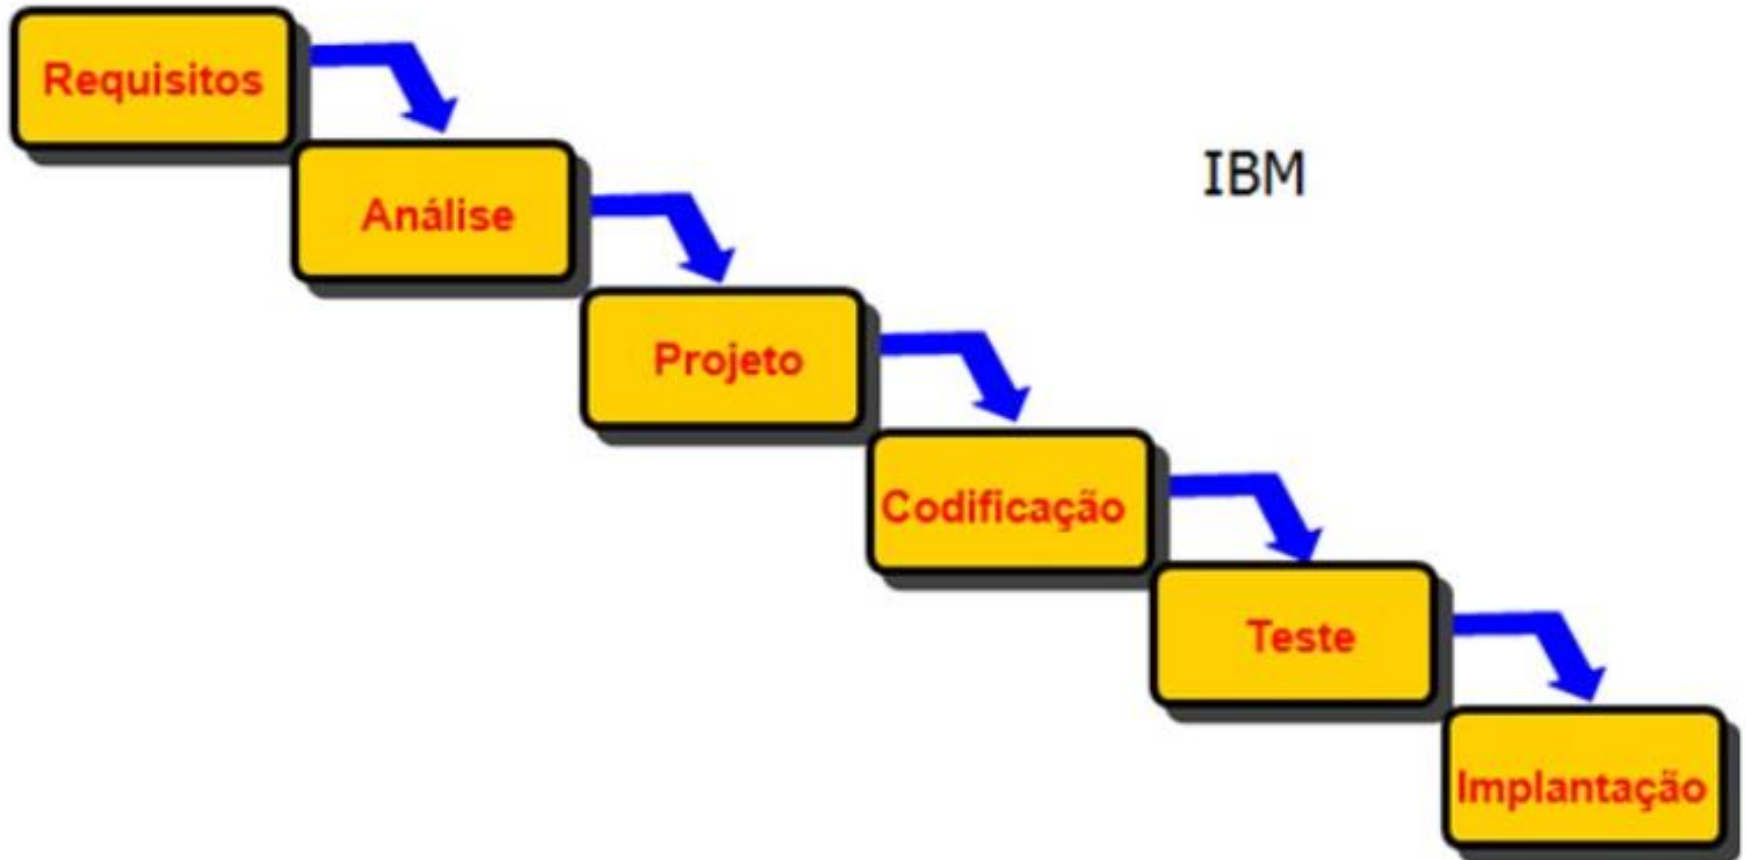 Requisitos
IBM
Análise
Projeto
Codificação
Teste
Implantação